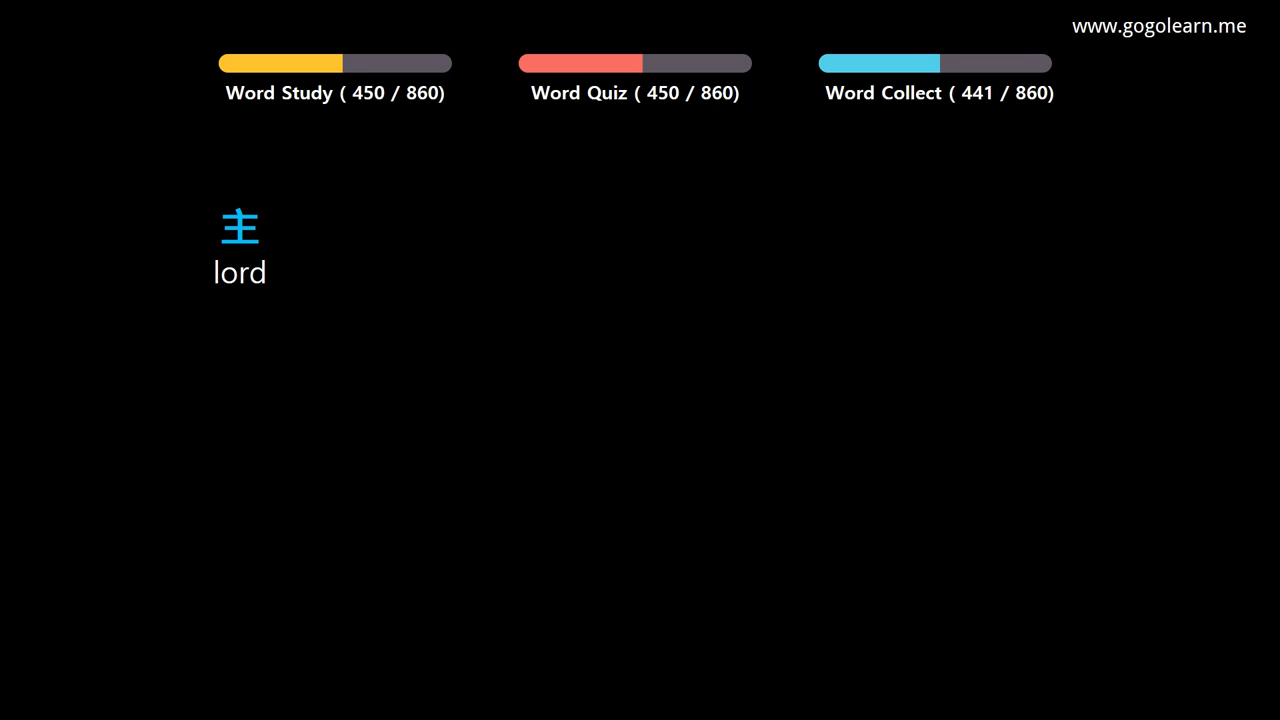 www.gogolearn.me
Word Study ( 450 / 860)
Word Quiz ( 450 / 860)
Word Collect ( 441 / 860)
主
lord